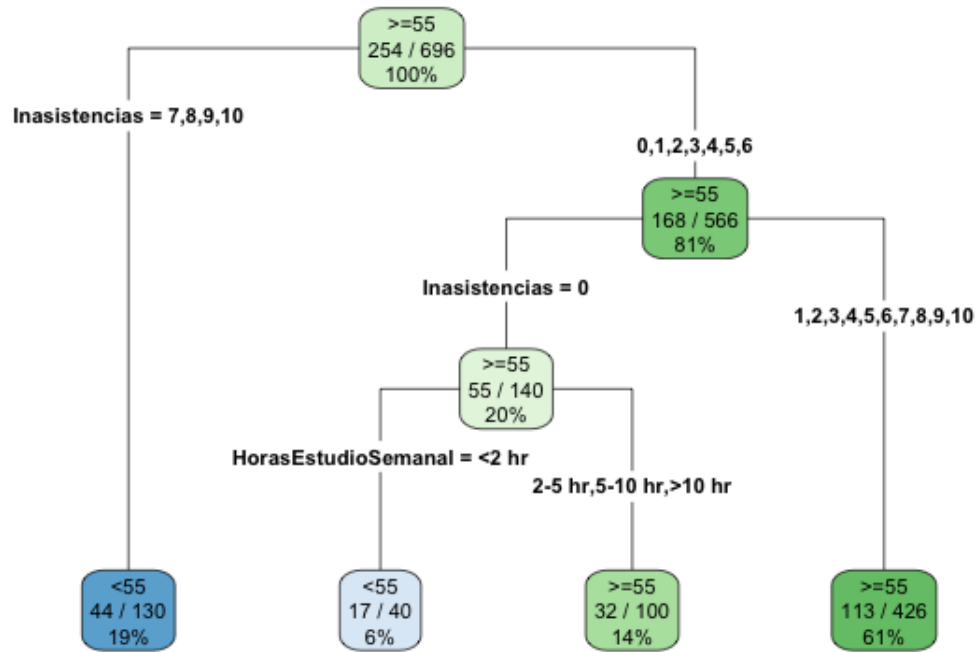 >=55
254 / 696
100%
Inasistencias = 7,8,9,10
0,1,2,3,4,5,6
>=55
168 / 566
81%
Inasistencias = 0
1,2,3,4,5,6,7,8,9,10
>=55
55 / 140
20%
HorasEstudioSemanal = <2 hr
2-5 hr,5-10 hr,>10 hr
<55
44 / 130
19%
<55
17 / 40
6%
>=55
32 / 100
14%
>=55
113 / 426
61%